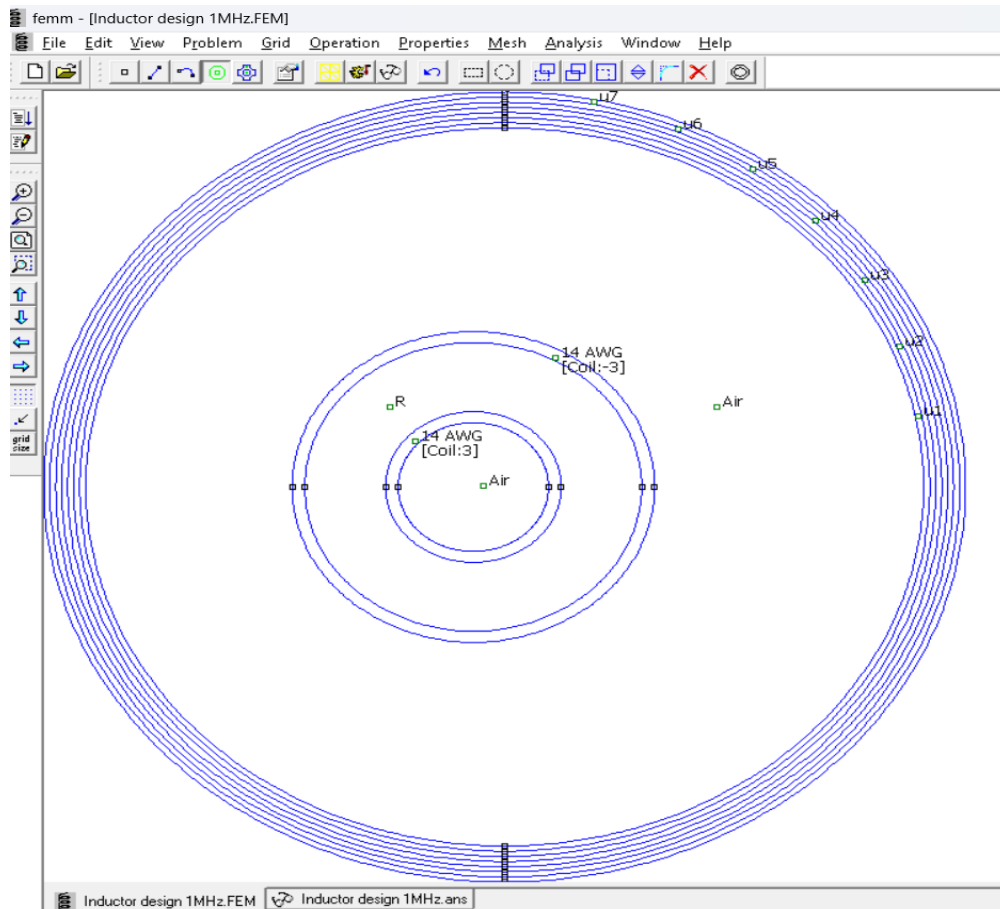 femm - [Inductor design 1MHz.FEM]
File Edit View Problem Grid Operation Properties Mesh Analysis Window Help
u7
u6
u5
u4
u3
u2
14 AWG
[Coil:-3]
R
Air
u1
14 AWG
[Coil:3]
Air
grid
size
Inductor design 1MHz.FEM
Inductor design 1MHz.ans